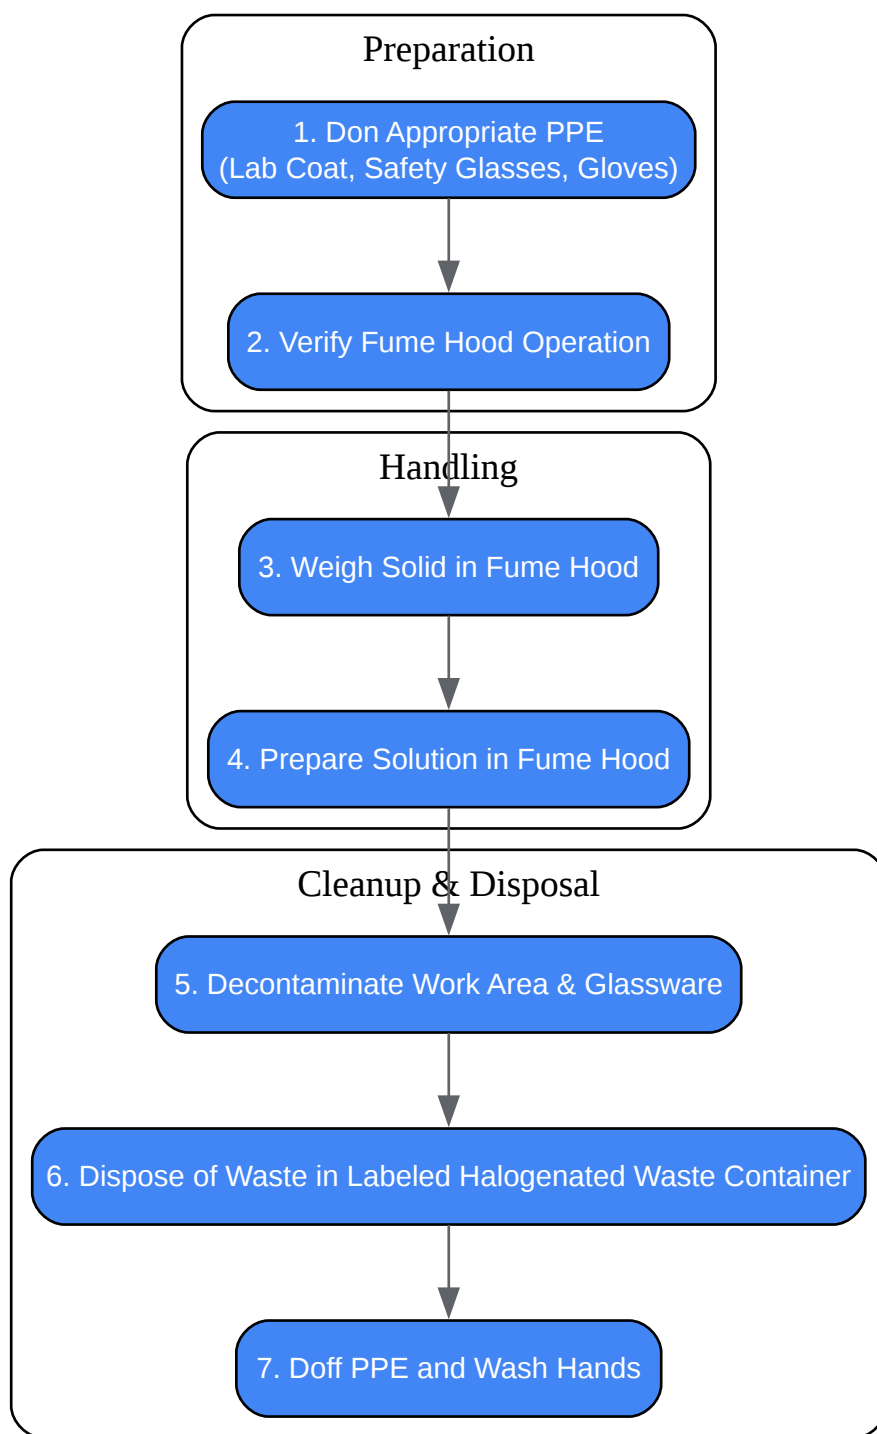 Preparation
1. Don Appropriate PPE
(Lab Coat, Safety Glasses, Gloves)
2. Verify Fume Hood Operation
Handling
3. Weigh Solid in Fume Hood
4. Prepare Solution in Fume Hood
Cleanup & Disposal
5. Decontaminate Work Area & Glassware
6. Dispose of Waste in Labeled Halogenated Waste Container
7. Doff PPE and Wash Hands